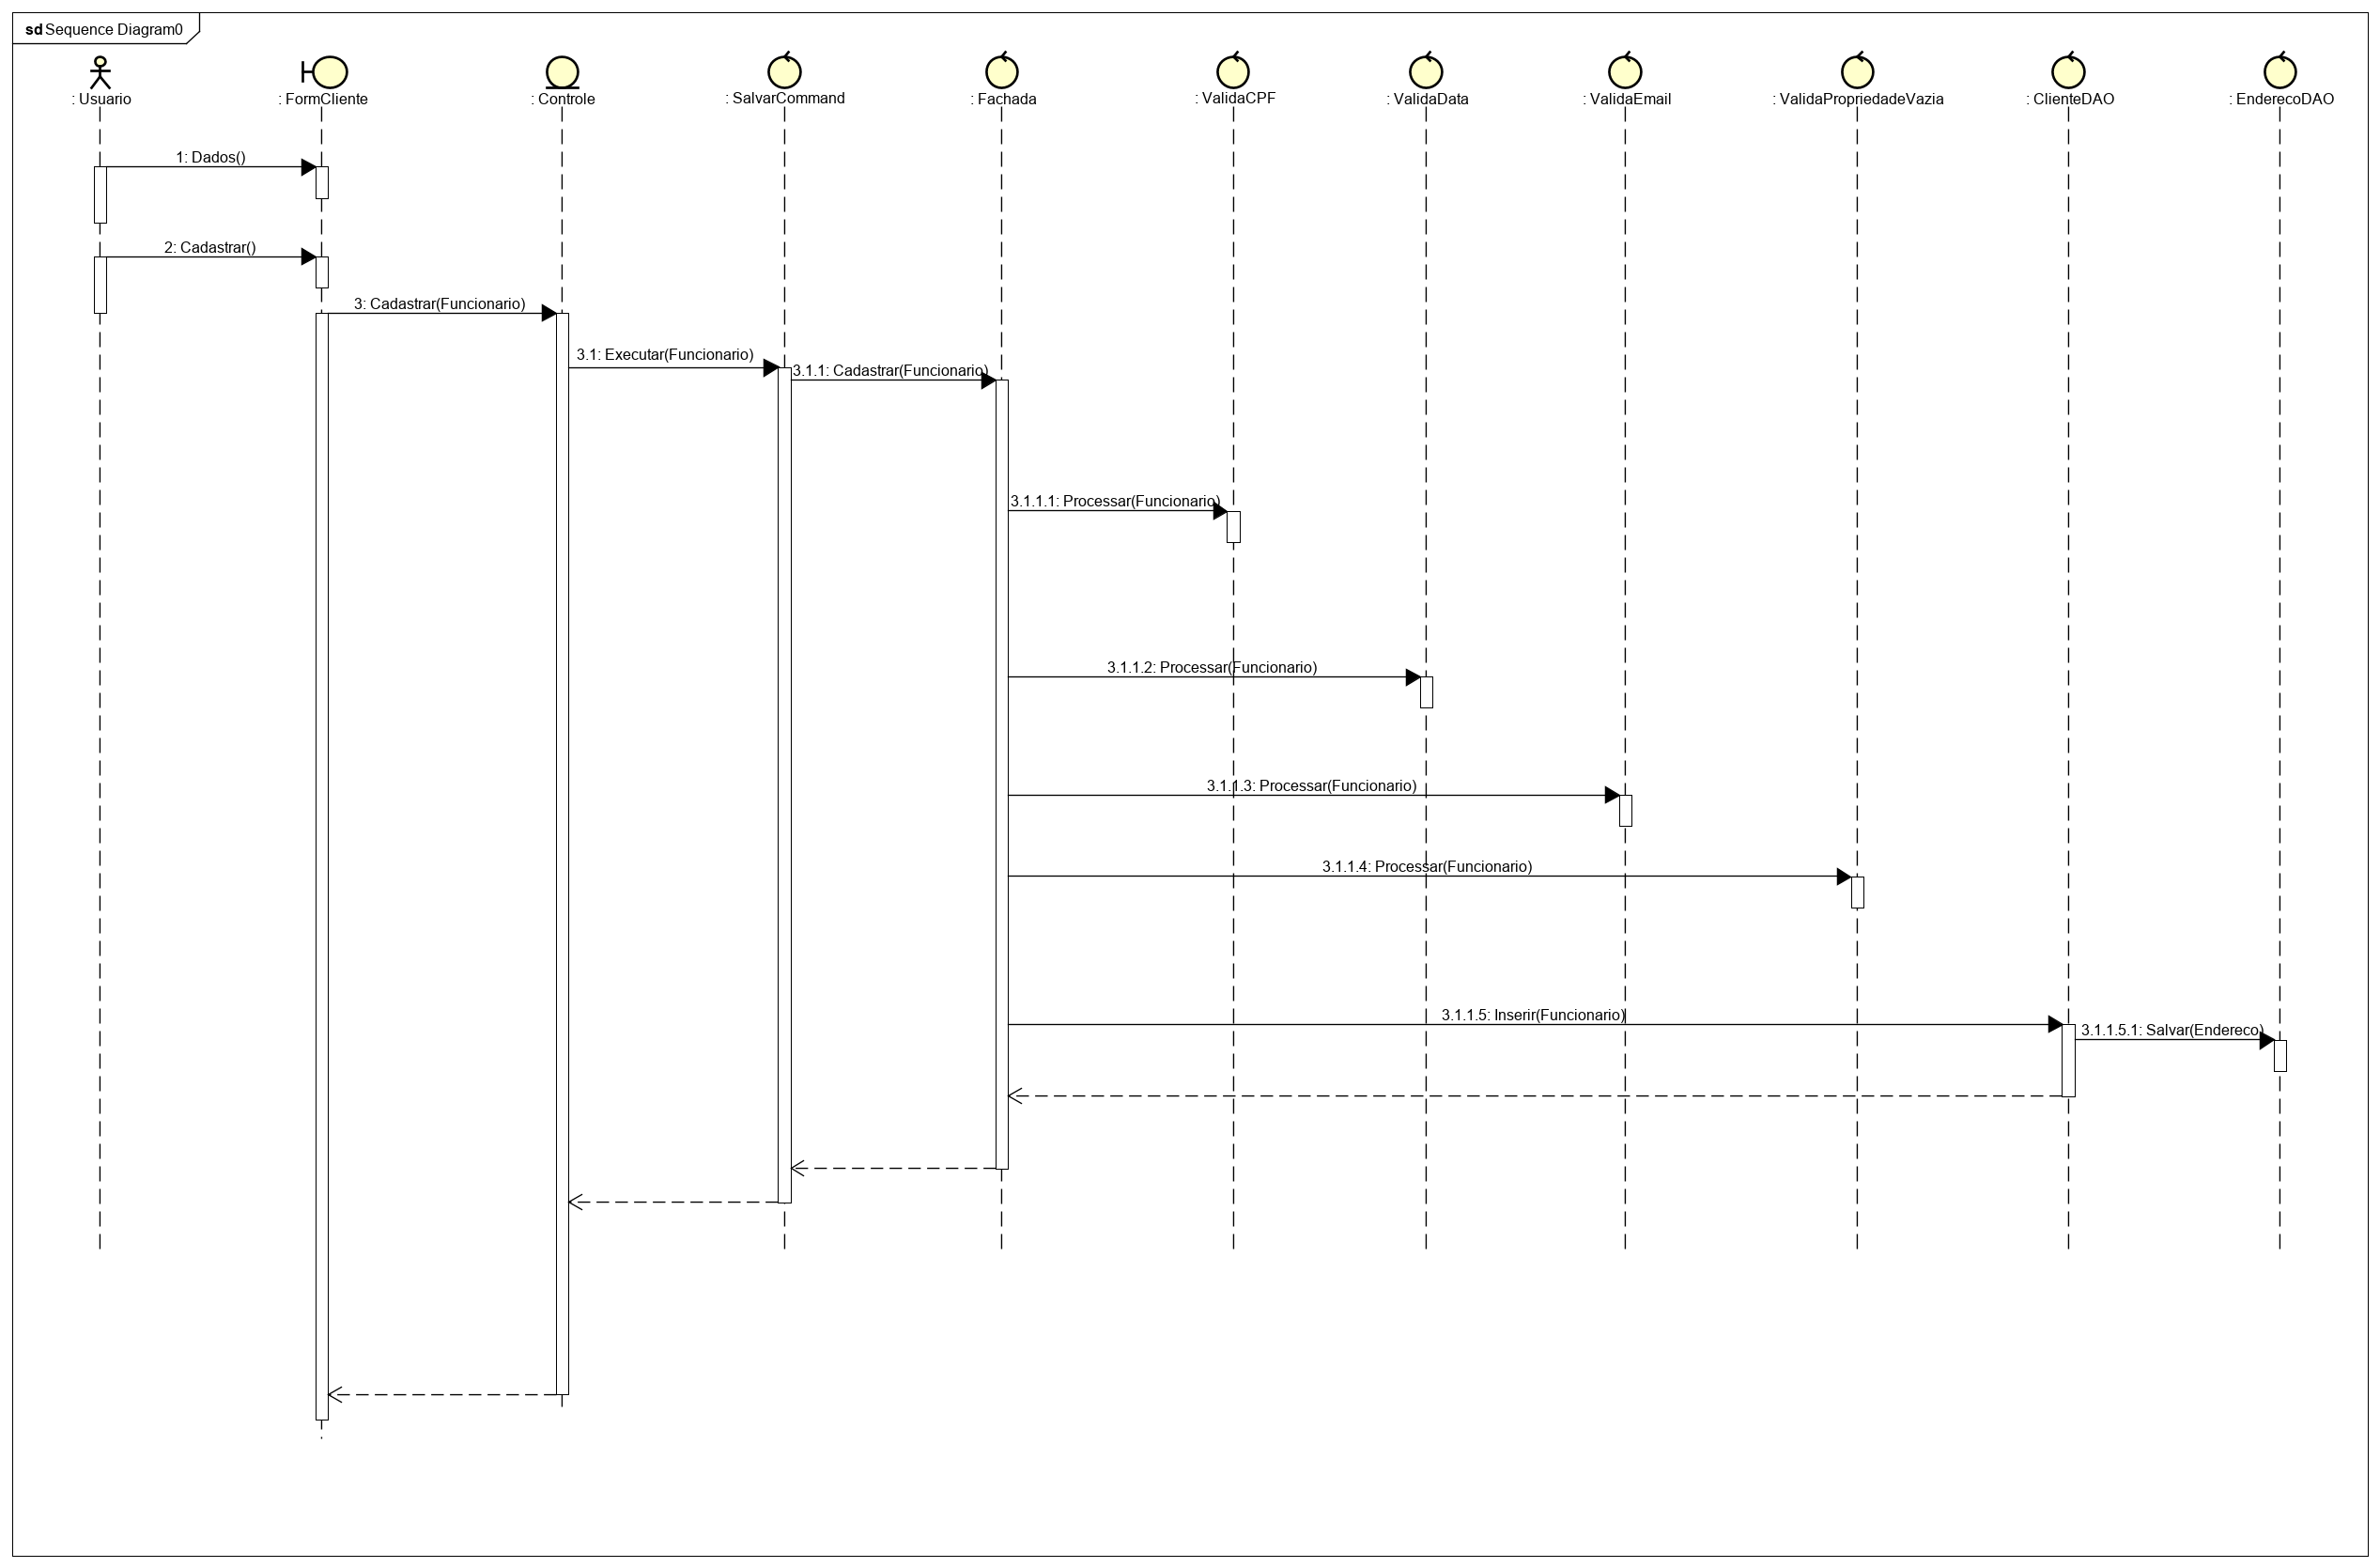 sd Sequence Diagram0
: Usuario
: FormCliente
: Controle
: SalvarCommand
: Fachada
: ValidaCPF
: ValidaData
: ValidaEmail
: ValidaPropriedadeVazia
: ClienteDAO
: EnderecoDAO
1: Dados()
2: Cadastrar()
3: Cadastrar(Funcionario)
3.1: Executar(Funcionario)
3.1.1: Cadastrar(Funcionario)
3.1.1.1: Processar(Funcionario)
3.1.1.2: Processar(Funcionario)
3.1.1.3: Processar(Funcionario)
3.1.1.4: Processar(Funcionario)
3.1.1.5: Inserir(Funcionario)
3.1.1.5.1: Salvar(Endereco)